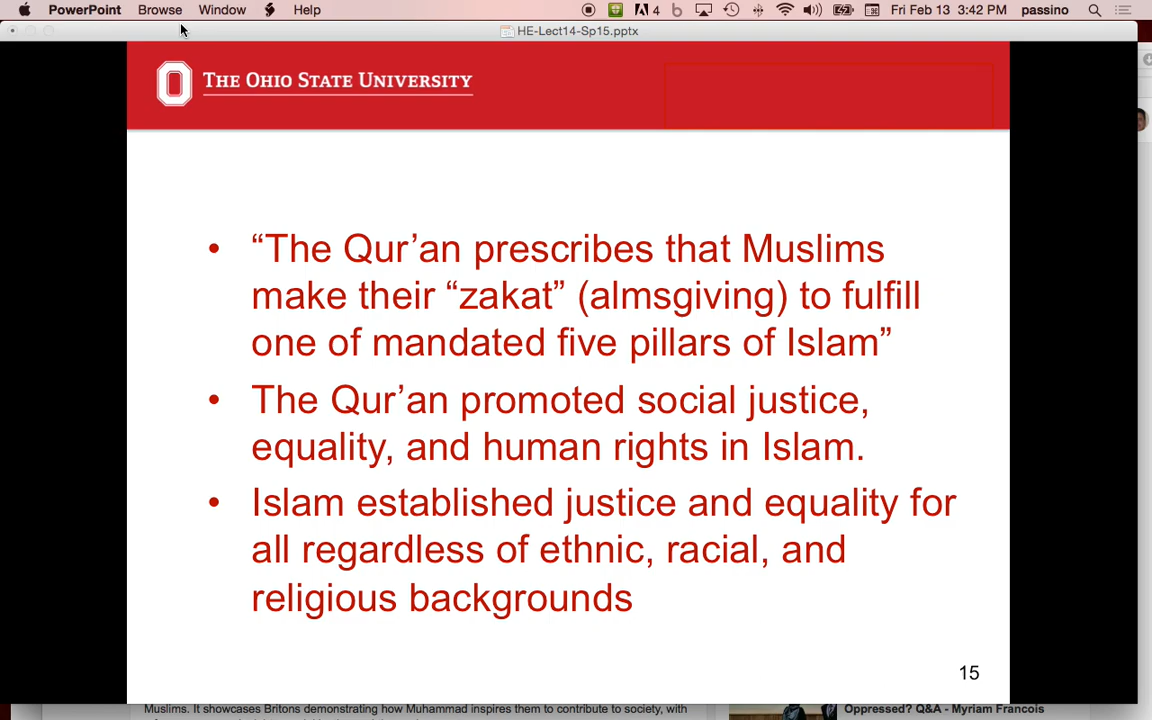 PowerPoint Browse Window Help 4 Fri Feb 13 3:42 PM passino
HE-Lect14-Sp15.pptx
THE OHIO STATE UNIVERSITY
• “The Qur’an prescribes that Muslims
make their “zakat” (almsgiving) to fulfill
one of mandated five pillars of Islam”
• The Qur’an promoted social justice,
equality, and human rights in Islam.
• Islam established justice and equality for
all regardless of ethnic, racial, and
religious backgrounds
15
Muslims. It showcases Britons demonstrating how Muhammad inspires them to contribute to society, with
Oppressed? Q&A - Myriam Francois